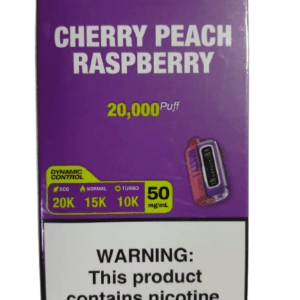 CHERRY PEACH
RASPBERRY
20,000Puff
DYNAMIC
CONTROL
ECO NORMAL TURBO
20K 15K 10K
50
mg/mL
WARNING:
This product
contains nicotine